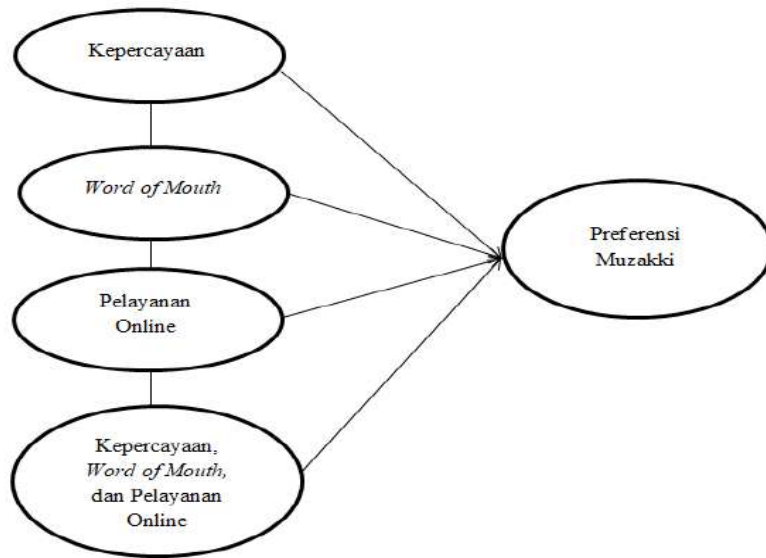 Kepercayaan
Word of Mouth
Pelayanan
Online
Kepercayaan,
Word of Mouth,
dan Pelayanan
Online
Preferensi
Muzakki